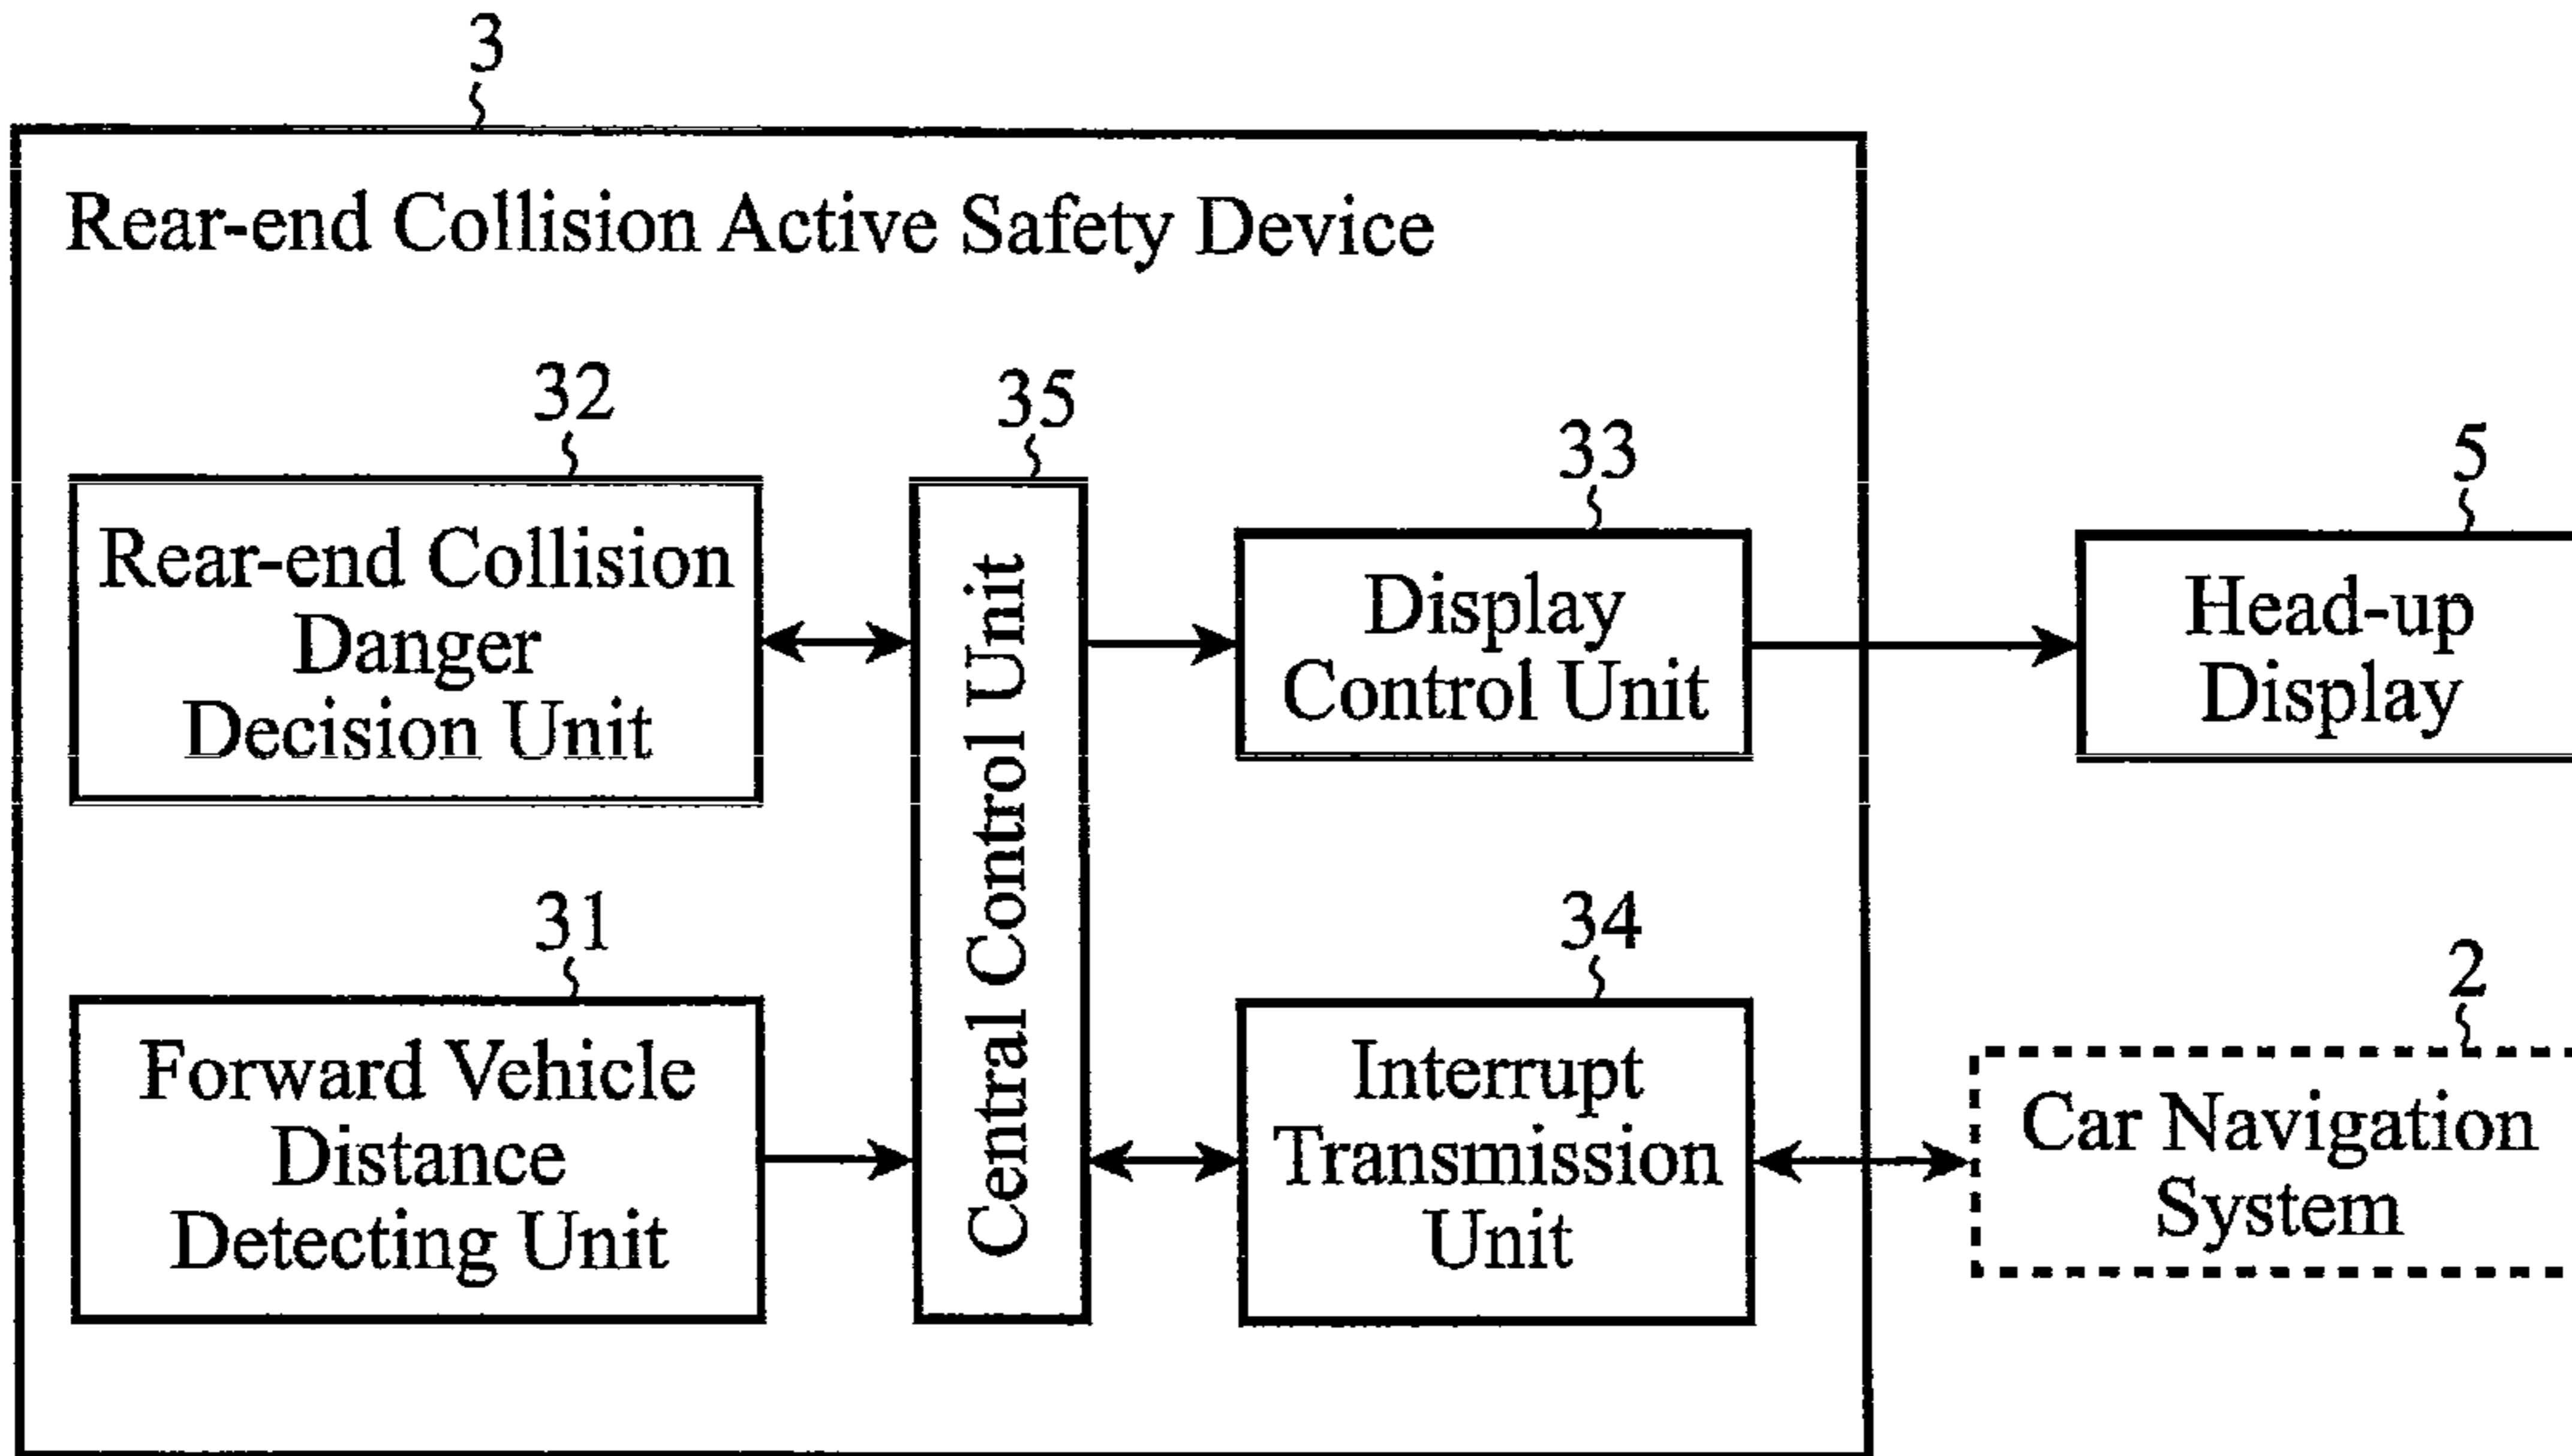 3
Rear-end Collision Active Safety Device
32
Rear-end Collision
Danger
Decision Unit
35
Central Control Unit
33
Display
Control Unit
5
Head-up
Display
31
Forward Vehicle
Distance
Detecting Unit
34
Interrupt
Transmission
Unit
2
Car Navigation
System